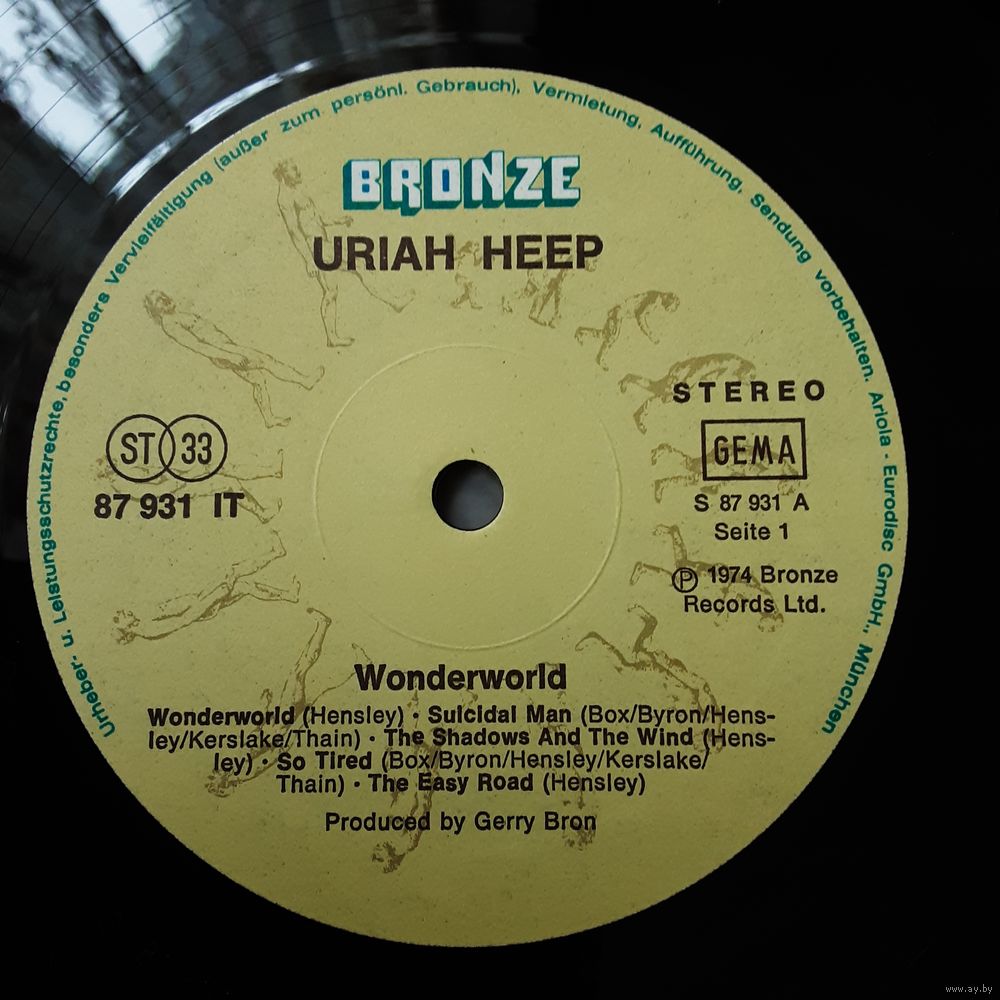 Urheber- u. Leistungsschutzrechte, besonders Vervielfältigung (außer zum persönl. Gebrauch), Vermietung, Aufführung, Sendung vorbehalten. Ariola - Eurodisc GmbH., München
BRONZE
URIAH HEEP
STEREO
ST 33
GEMA
87 931 IT
S 87 931 A
Seite 1
Ⓟ 1974 Bronze
Records Ltd.
Wonderworld
Wonderworld (Hensley) · Suicidal Man (Box/Byron/Hens-
ley/Kerslake/Thain) · The Shadows And The Wind (Hens-
ley) · So Tired (Box/Byron/Hensley/Kerslake/
Thain) · The Easy Road (Hensley)
Produced by Gerry Bron
www.ay.by